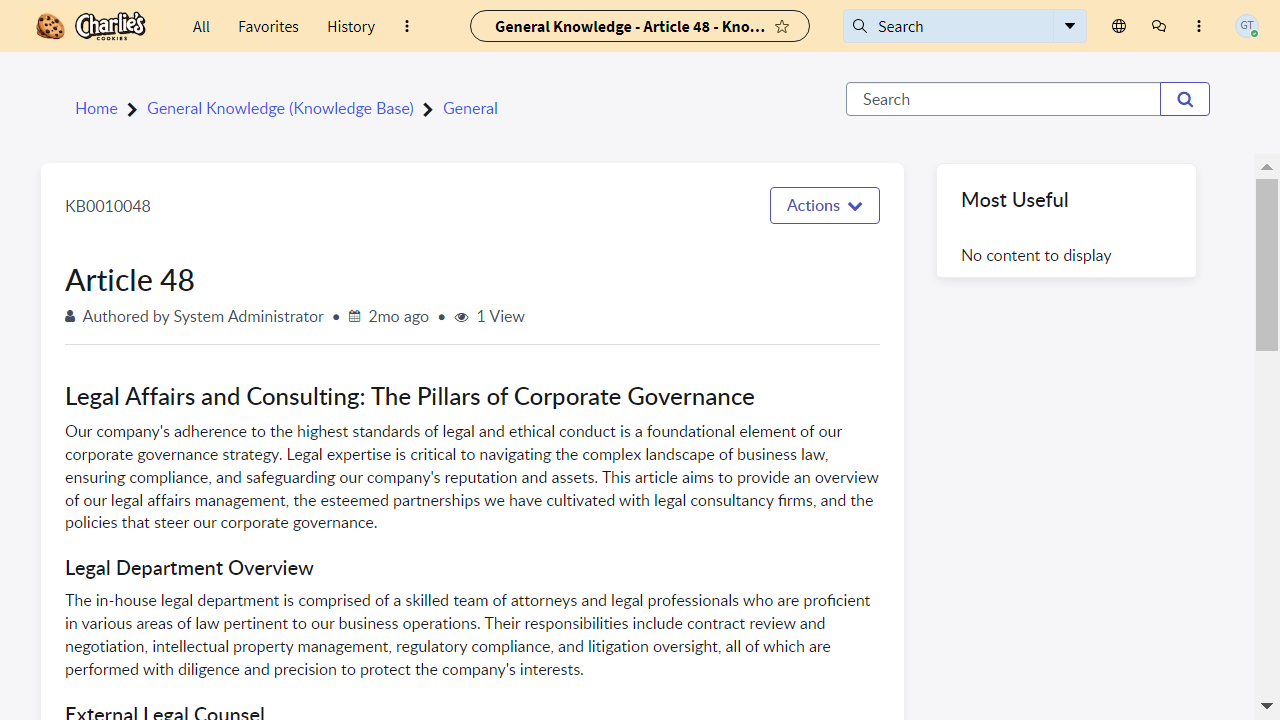 Charlie's
COOKIES
All
Favorites
History
General Knowledge - Article 48 - Kno...
Search
GT
Home
General Knowledge (Knowledge Base)
General
Search
KB0010048
Actions
Article 48
Authored by System Administrator • 2mo ago • 1 View
Legal Affairs and Consulting: The Pillars of Corporate Governance
Our company's adherence to the highest standards of legal and ethical conduct is a foundational element of our
corporate governance strategy. Legal expertise is critical to navigating the complex landscape of business law,
ensuring compliance, and safeguarding our company's reputation and assets. This article aims to provide an overview
of our legal affairs management, the esteemed partnerships we have cultivated with legal consultancy firms, and the
policies that steer our corporate governance.
Legal Department Overview
The in-house legal department is comprised of a skilled team of attorneys and legal professionals who are proficient
in various areas of law pertinent to our business operations. Their responsibilities include contract review and
negotiation, intellectual property management, regulatory compliance, and litigation oversight, all of which are
performed with diligence and precision to protect the company's interests.
External Legal Counsel
Most Useful
No content to display